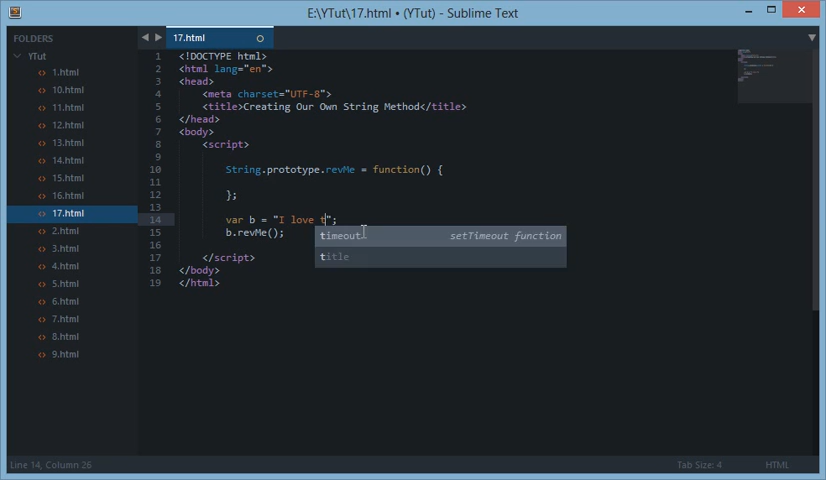 E:\YTut\17.html • (YTut) - Sublime Text
FOLDERS
YTut
<> 1.html
<> 10.html
<> 11.html
<> 12.html
<> 13.html
<> 14.html
<> 15.html
<> 16.html
<> 17.html
<> 2.html
<> 3.html
<> 4.html
<> 5.html
<> 6.html
<> 7.html
<> 8.html
<> 9.html
17.html
1 <!DOCTYPE html>
2 <html lang="en">
3 <head>
4 <meta charset="UTF-8">
5 <title>Creating Our Own String Method</title>
6 </head>
7 <body>
8 <script>
9
10 String.prototype.revMe = function() {
11
12 };
13
14 var b = "I love t";
15 b.revMe();
16
17 </script>
18 </body>
19 </html>
timeout setTimeout function
title
Line 14, Column 26
Tab Size: 4
HTML